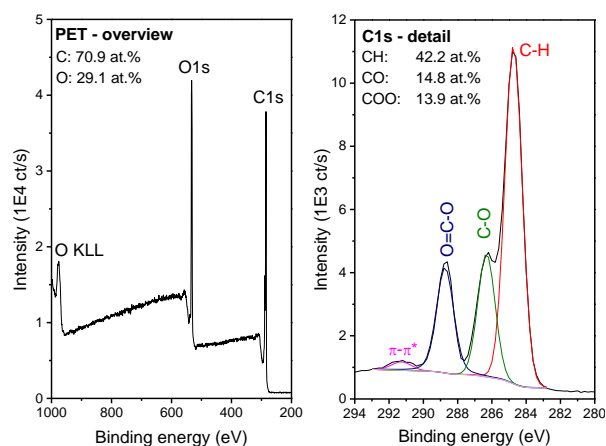 PET - overview
C: 70.9 at.%
O: 29.1 at.%
O1s
C1s
O KLL
5
4
3
2
1
0
Intensity (1E4 ct/s)
1000 800 600 400 200
Binding energy (eV)
C1s - detail
CH: 42.2 at.%
CO: 14.8 at.%
COO: 13.9 at.%
C-H
O=C-O
C-O
π-π*
12
10
8
6
4
2
0
Intensity (1E3 ct/s)
294 292 290 288 286 284 282 280
Binding energy (eV)